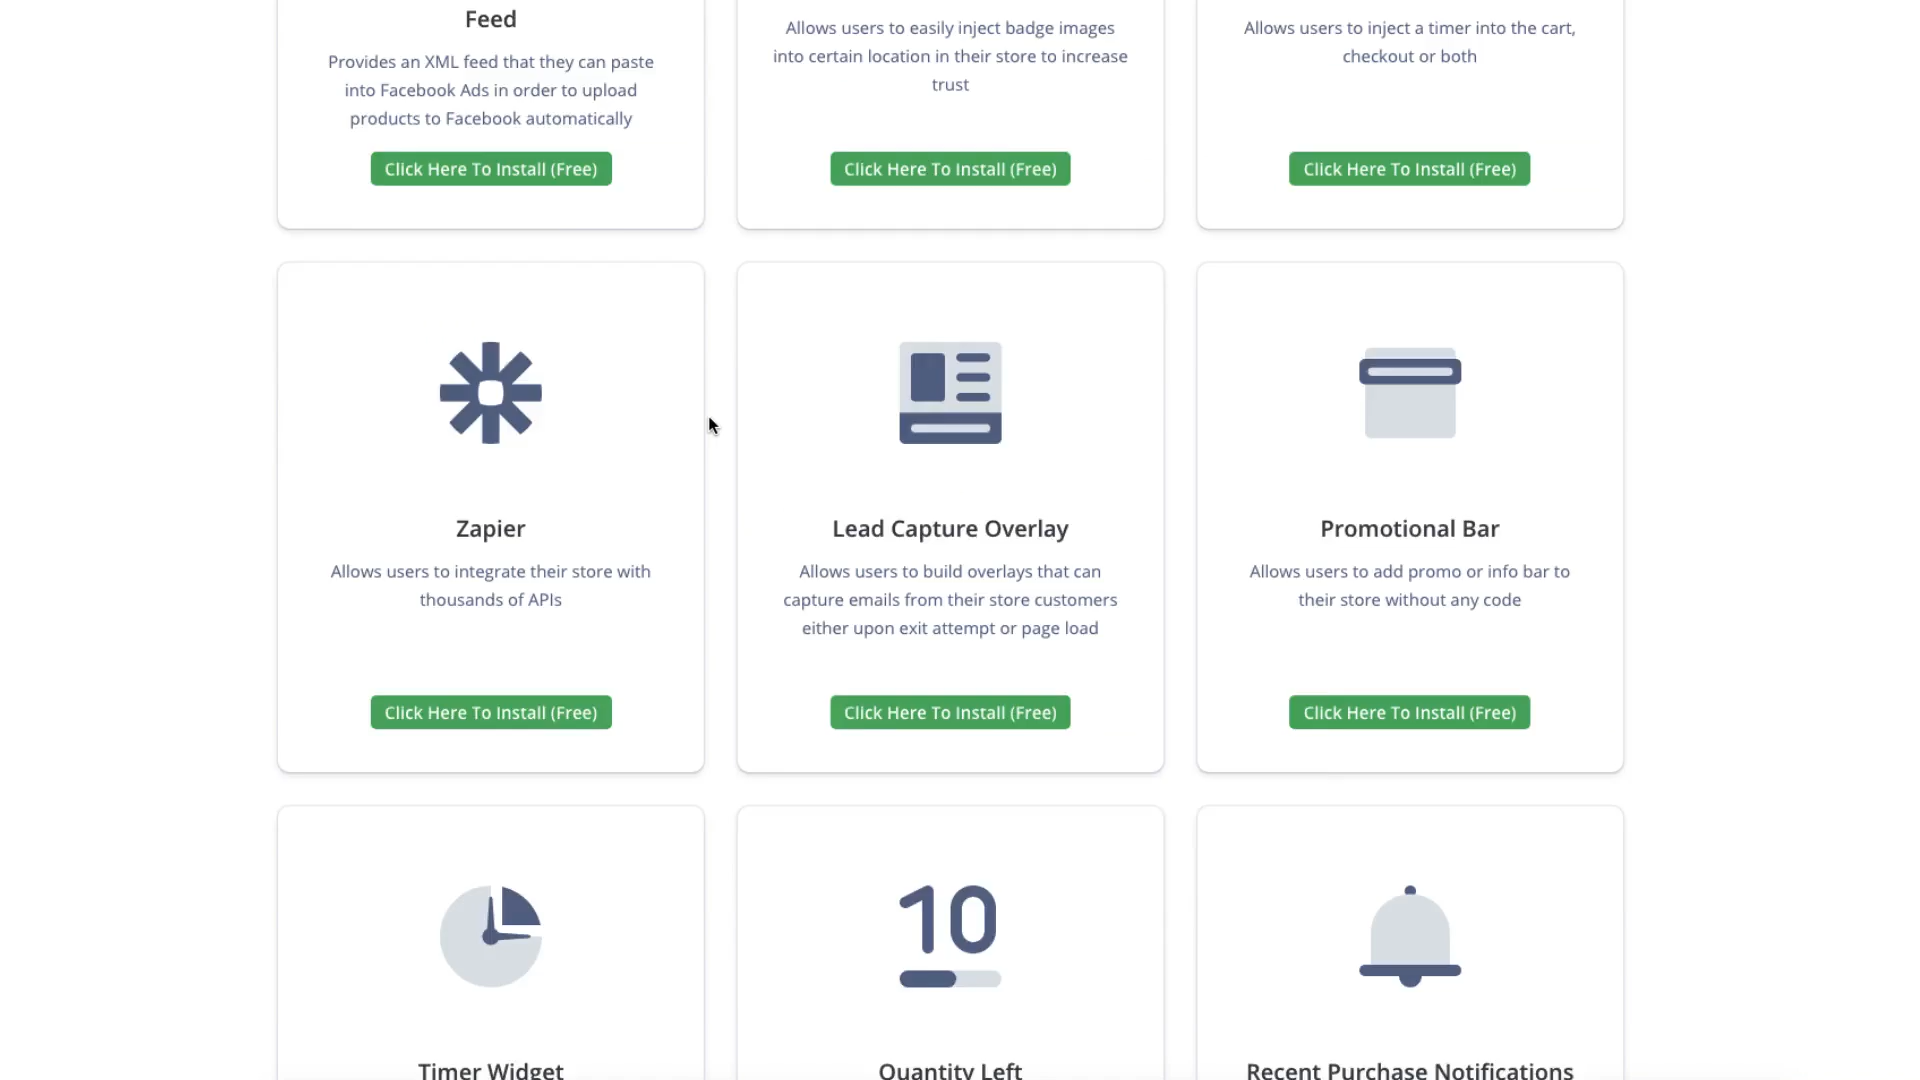 Feed
Provides an XML feed that they can paste
into Facebook Ads in order to upload
products to Facebook automatically
Click Here To Install (Free)
Allows users to easily inject badge images
into certain location in their store to increase
trust
Click Here To Install (Free)
Allows users to inject a timer into the cart,
checkout or both
Click Here To Install (Free)
Zapier
Allows users to integrate their store with
thousands of APIs
Click Here To Install (Free)
Lead Capture Overlay
Allows users to build overlays that can
capture emails from their store customers
either upon exit attempt or page load
Click Here To Install (Free)
Promotional Bar
Allows users to add promo or info bar to
their store without any code
Click Here To Install (Free)
Timer Widget
10
Quantity Left
Recent Purchase Notifications